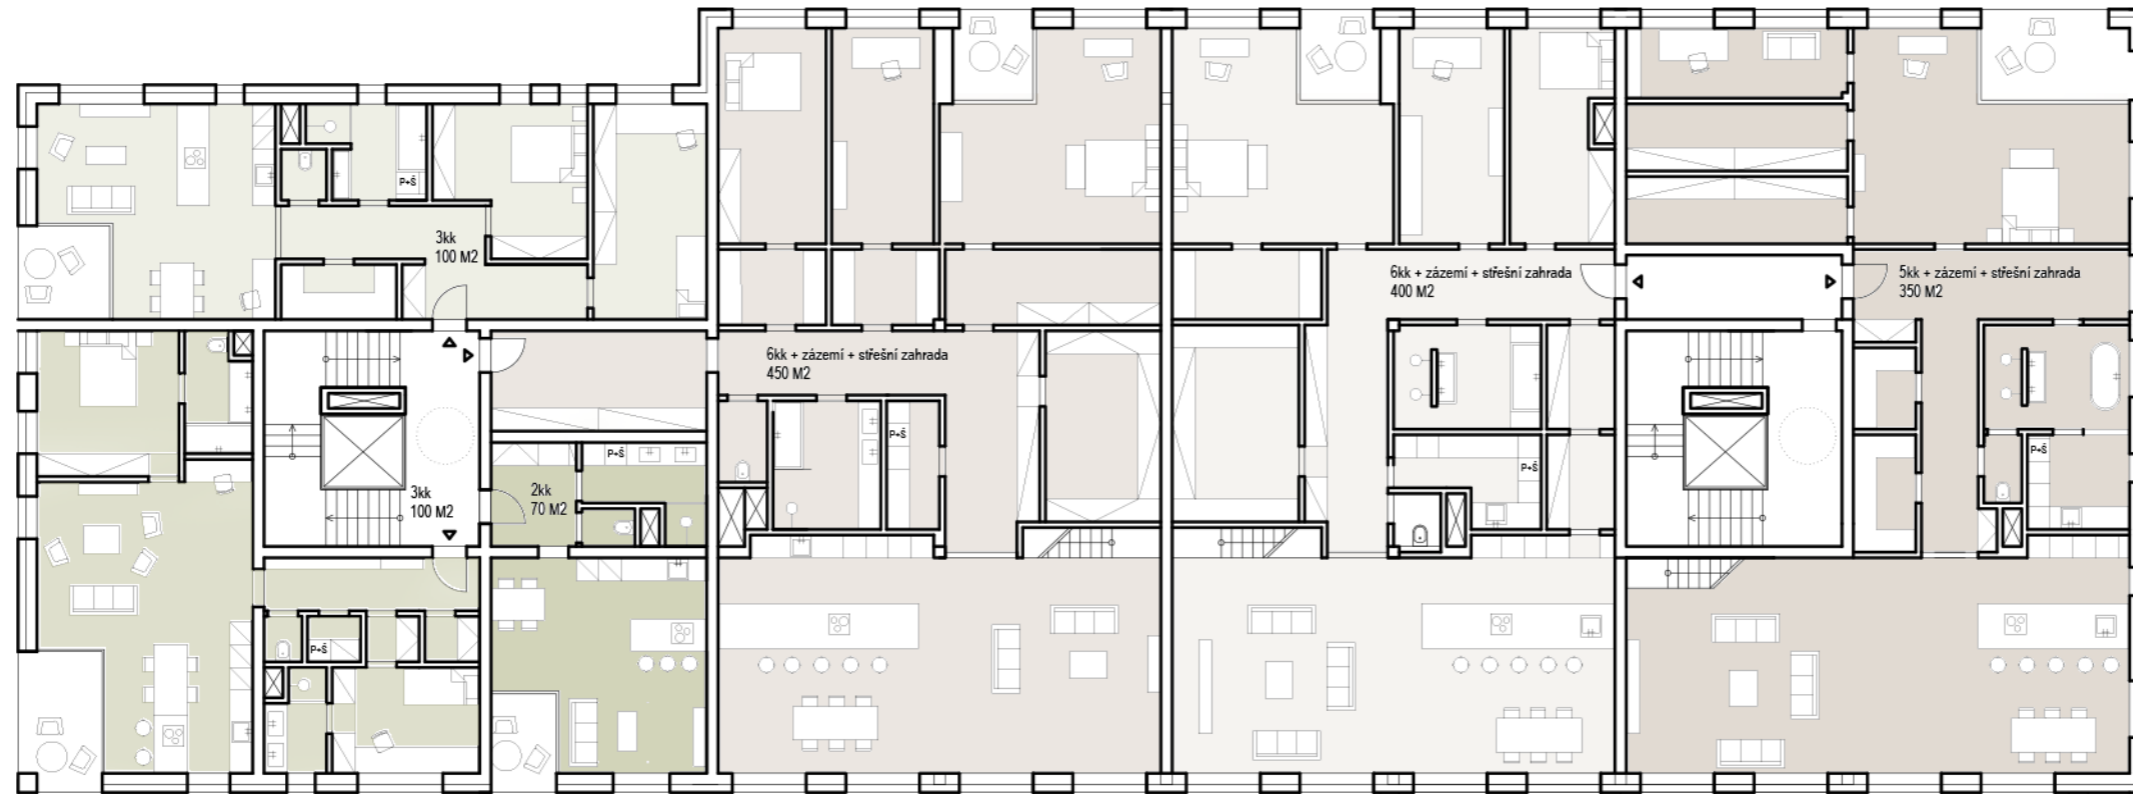 P+Š
3kk
100 M2
6kk + zázemí + střešní zahrada
400 M2
5kk + zázemí + střešní zahrada
350 M2
6kk + zázemí + střešní zahrada
450 M2
P+Š
P+Š
P+Š
P+Š
3kk
100 M2
2kk
70 M2
P+Š